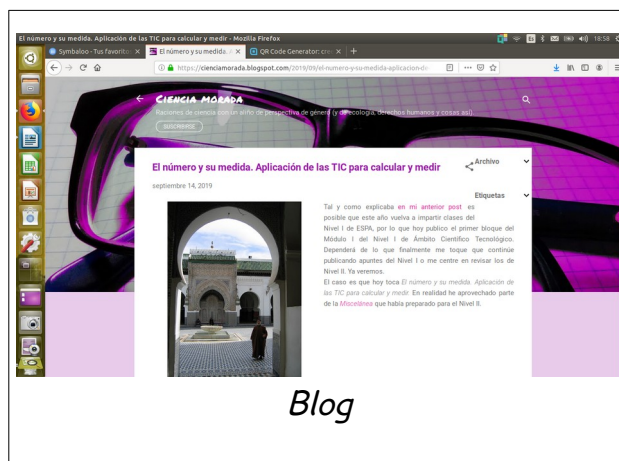 El número y su medida. Aplicación de las TIC para calcular y medir - Mozilla Firefox
18:58
Symbaloo - Tus favorito
El número y su medida. A
QR Code Generator: cre
https://cienciamorada.blogspot.com/2019/09/el-numero-y-su-medida-aplicacion-de
CIENCIA MORADA
Raciones de ciencia con un aliño de perspectiva de género (y de ecología, derechos humanos y cosas así)
SUSCRIBIRSE
El número y su medida. Aplicación de las TIC para calcular y medir
Archivo
septiembre 14, 2019
Etiquetas
Tal y como explicaba en mi anterior post es
posible que este año vuelva a impartir clases del
Nivel I de ESPA, por lo que hoy publico el primer bloque del
Módulo I del Nivel I de Ámbito Científico Tecnológico.
Dependerá de lo que finalmente me toque que continúe
publicando apuntes del Nivel I o me centre en revisar los de
Nivel II. Ya veremos.
El caso es que hoy toca El número y su medida. Aplicación de
las TIC para calcular y medir. En realidad he aprovechado parte
de la Miscelánea que había preparado para el Nivel II.
Blog